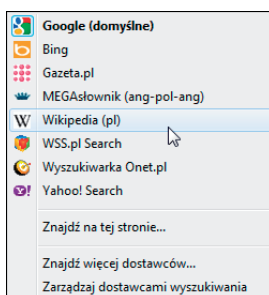 Google (domyślne)
Bing
Gazeta.pl
MEGAsłownik (ang-pol-ang)
W Wikipedia (pl)
WSS.pl Search
Wyszukiwarka Onet.pl
Y! Yahoo! Search
Znajdź na tej stronie...
Znajdź więcej dostawców...
Zarządzaj dostawcami wyszukiwania